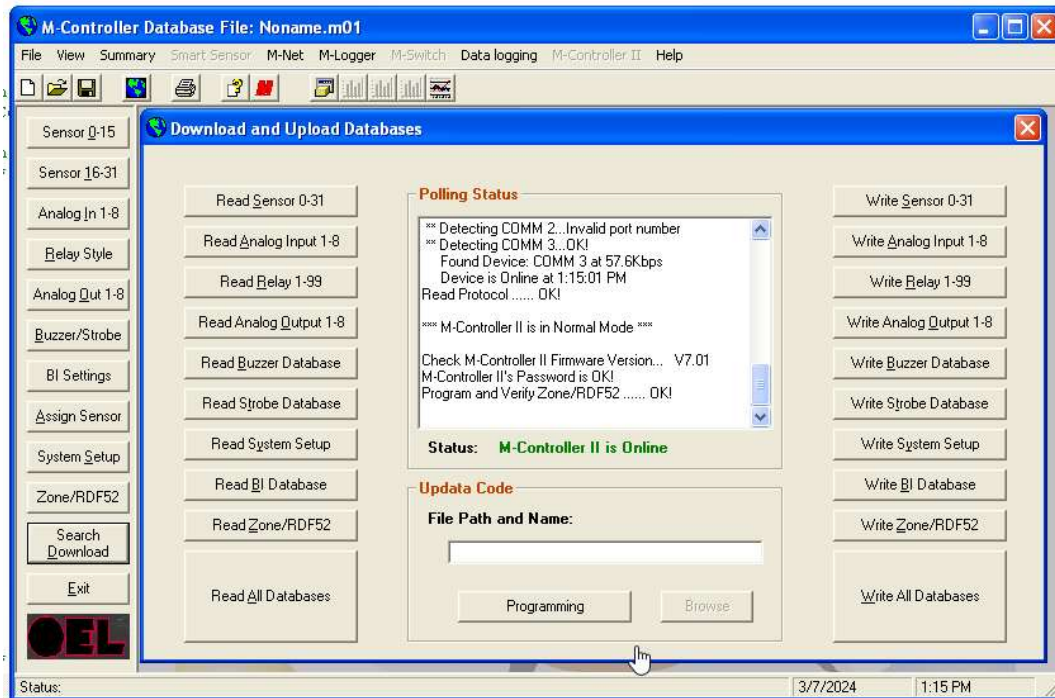 M-Controller Database File: Noname.m01
File View Summary Smart Sensor M-Net M-Logger M-Switch Data logging M-Controller II Help
Sensor 0-15
Sensor 16-31
Analog In 1-8
Relay Style
Analog Out 1-8
Buzzer/Strobe
BI Settings
Assign Sensor
System Setup
Zone/RDF52
Search
Download
Exit
OEL
Download and Upload Databases
Read Sensor 0-31
Read Analog Input 1-8
Read Relay 1-99
Read Analog Output 1-8
Read Buzzer Database
Read Strobe Database
Read System Setup
Read BI Database
Read Zone/RDF52
Read All Databases
Polling Status
** Detecting COMM 2...Invalid port number
** Detecting COMM 3...OK!
Found Device: COMM 3 at 57.6Kbps
Device is Online at 1:15:01 PM
Read Protocol ...... OK!
*** M-Controller II is in Normal Mode ***
Check M-Controller II Firmware Version... V7.01
M-Controller II's Password is OK!
Program and Verify Zone/RDF52 ...... OK!
Status: M-Controller II is Online
Updata Code
File Path and Name:
Programming Browse
Write Sensor 0-31
Write Analog Input 1-8
Write Relay 1-99
Write Analog Output 1-8
Write Buzzer Database
Write Strobe Database
Write System Setup
Write BI Database
Write Zone/RDF52
Write All Databases
Status: 3/7/2024 1:15 PM